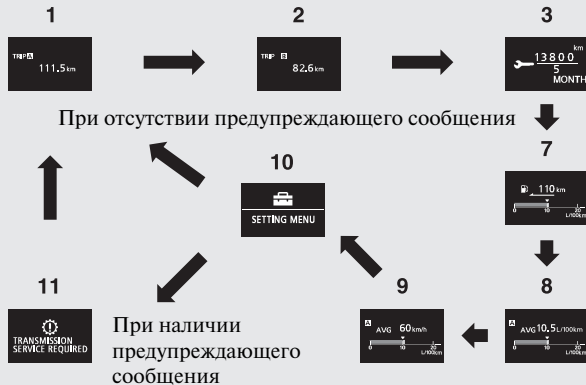 1
2
3
TRIP A
111.5 km
TRIP B
82.6 km
km
13800
5
MONTH
При отсутствии предупреждающего сообщения
7
110 km
0 10 20
L/100km
10
SETTING MENU
11
TRANSMISSION
SERVICE REQUIRED
При наличии
предупреждающего
сообщения
9
A AVG 60 km/h
0 10 20
L/100km
8
A AVG 10.5 L/100km
0 10 20
L/100km